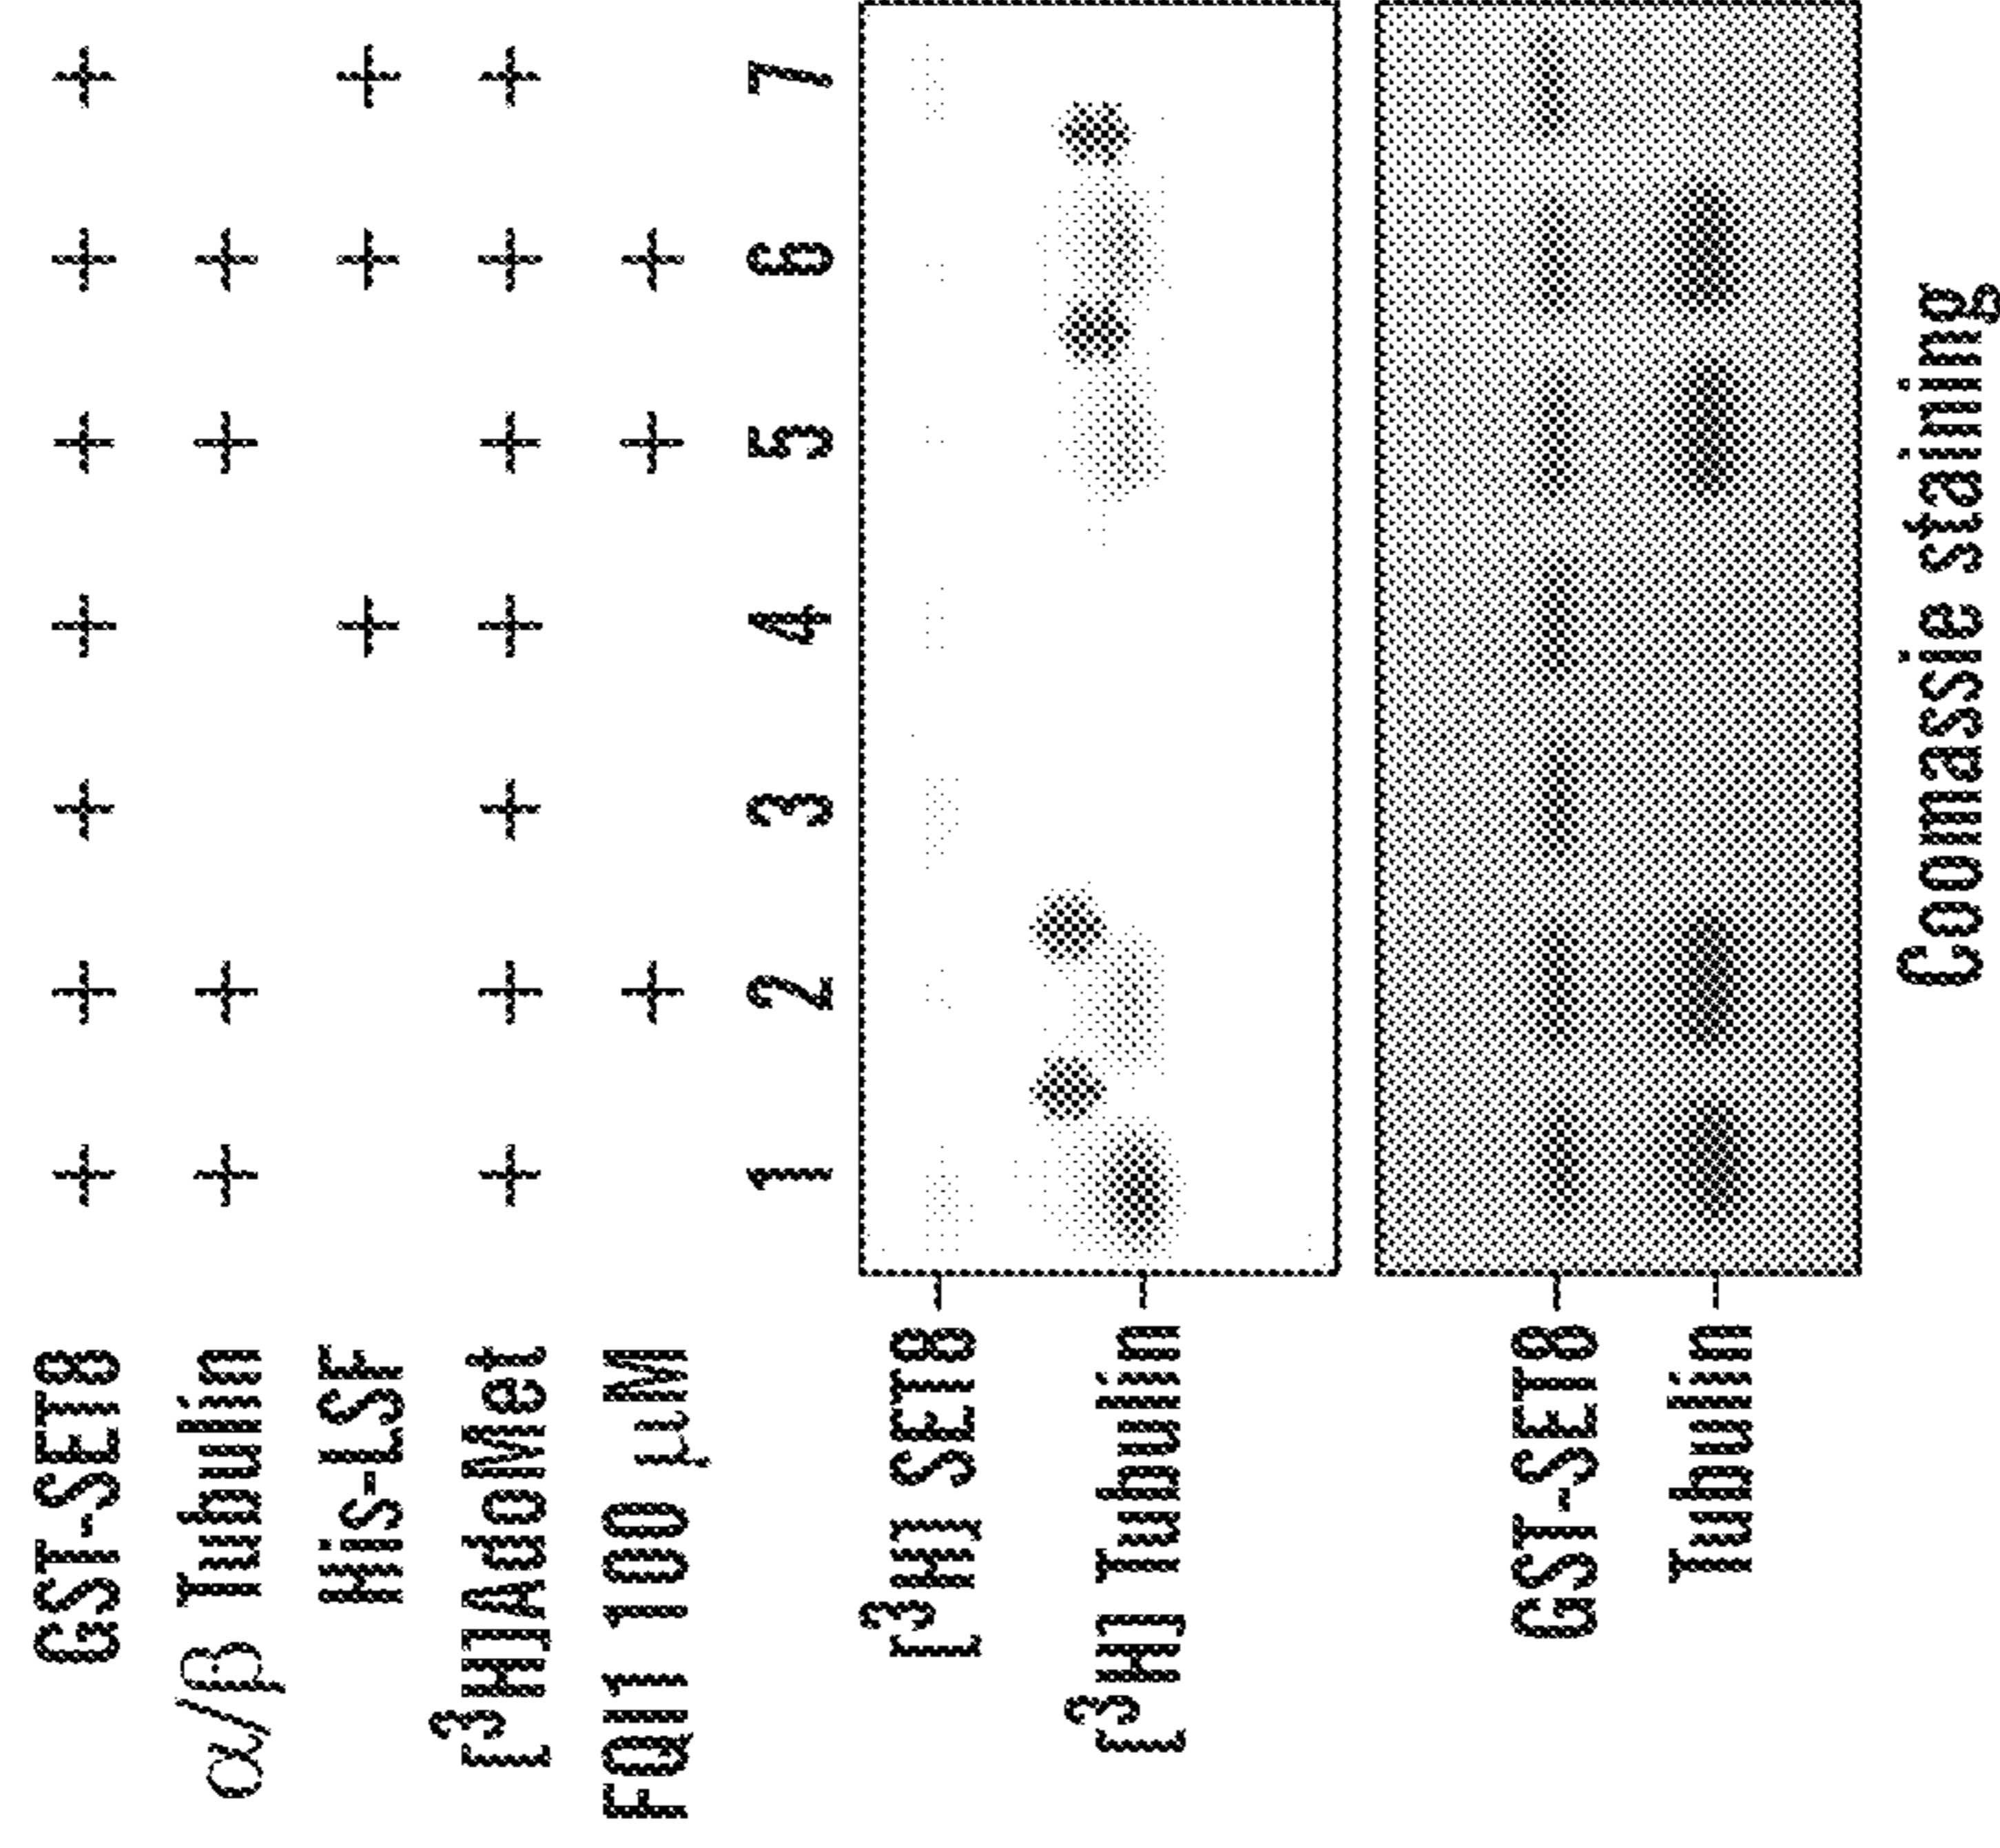 GST-SET8 + + + + + + +
α/β Tubulin + + + +
His-LSF + + +
[³H]AdoMet + + + + + + +
FQI1 100 μM + + +
1 2 3 4 5 6 7
[³H] SET8
[³H] Tubulin
GST-SET8
Tubulin
Coomassie staining